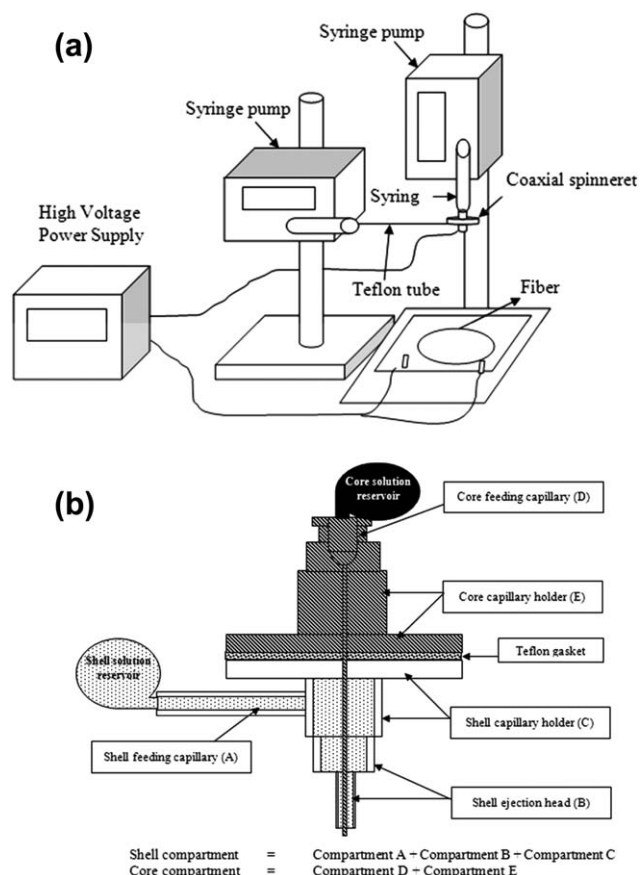 (a)
Syringe pump
Syringe pump
Syring
Coaxial spinneret
High Voltage
Power Supply
Teflon tube
Fiber
(b)
Core solution
reservoir
Core feeding capillary (D)
Core capillary holder (E)
Teflon gasket
Shell solution
reservoir
Shell capillary holder (C)
Shell feeding capillary (A)
Shell ejection head (B)
Shell compartment = Compartment A + Compartment B + Compartment C
Core compartment = Compartment D + Compartment E